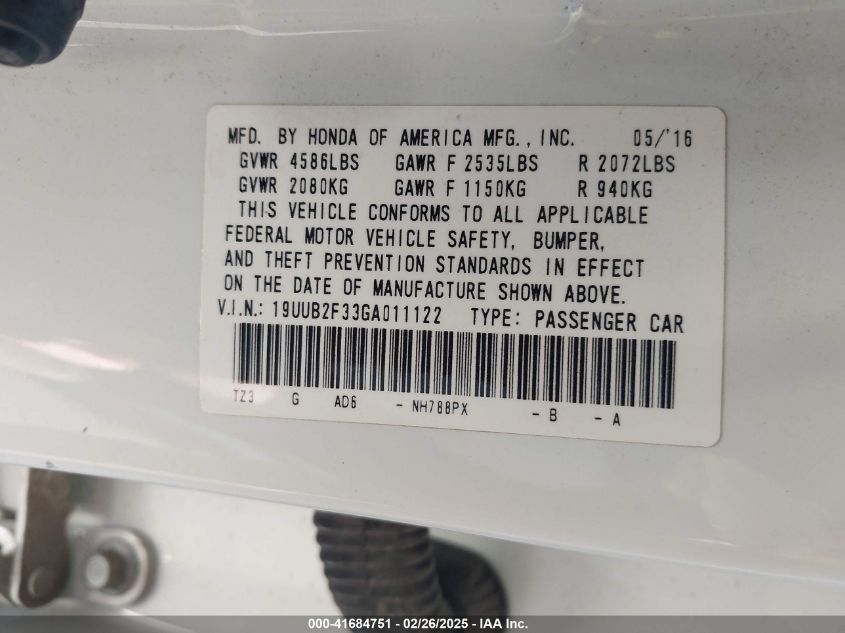 MFD. BY HONDA OF AMERICA MFG., INC. 05/'16
GVWR 4586LBS GAWR F 2535LBS R 2072LBS
GVWR 2080KG GAWR F 1150KG R 940KG
THIS VEHICLE CONFORMS TO ALL APPLICABLE
FEDERAL MOTOR VEHICLE SAFETY, BUMPER,
AND THEFT PREVENTION STANDARDS IN EFFECT
ON THE DATE OF MANUFACTURE SHOWN ABOVE.
V.I.N.: 19UUB2F33GA011122 TYPE: PASSENGER CAR
TZ3 G AD6 - NH788PX - B - A
000-41684751 - 02/26/2025 - IAA Inc.